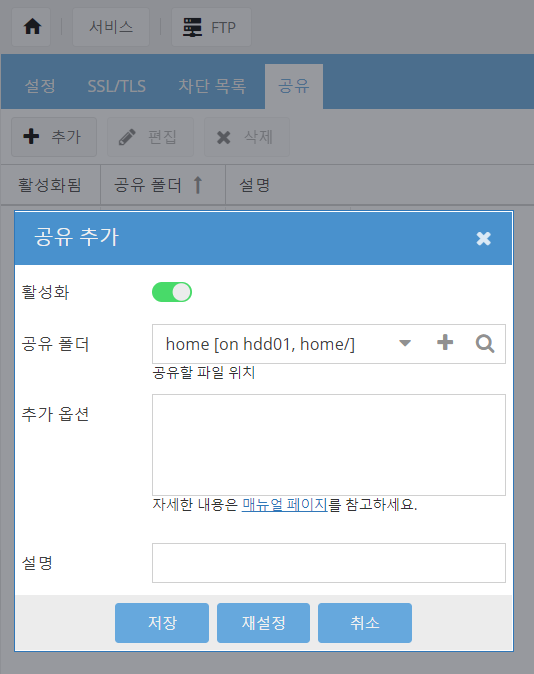 서비스 FTP
설정 SSL/TLS 차단 목록 공유
추가 편집 삭제
활성화됨 공유 폴더 설명
공유 추가
활성화
공유 폴더 home [on hdd01, home/]
공유할 파일 위치
추가 옵션
자세한 내용은 매뉴얼 페이지를 참고하세요.
설명
저장 재설정 취소